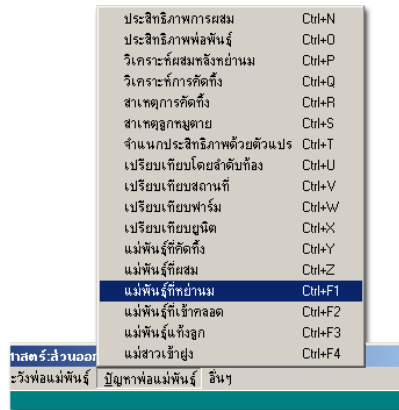 ประสิทธิภาพการผสม Ctrl+N
ประสิทธิภาพพ่อพันธุ์ Ctrl+O
วิเคราะห์ผสมหลังหย่านม Ctrl+P
วิเคราะห์การคัดทิ้ง Ctrl+Q
สาเหตุการคัดทิ้ง Ctrl+R
สาเหตุลูกหมูตาย Ctrl+S
จำแนกประสิทธิภาพด้วยตัวแปร Ctrl+T
เปรียบเทียบโดยลำดับท้อง Ctrl+U
เปรียบเทียบสถานที่ Ctrl+V
เปรียบเทียบฟาร์ม Ctrl+W
เปรียบเทียบยูนิต Ctrl+X
แม่พันธุ์ที่คัดทิ้ง Ctrl+Y
แม่พันธุ์ที่ผสม Ctrl+Z
แม่พันธุ์ที่หย่านม Ctrl+F1
แม่พันธุ์ที่เข้าคลอด Ctrl+F2
แม่พันธุ์แท้งลูก Ctrl+F3
แม่สาวเข้าฝูง Ctrl+F4
าสตร์:ส่วนออก
ะวังพ่อแม่พันธุ์ ปัญหาพ่อแม่พันธุ์ อื่นๆ